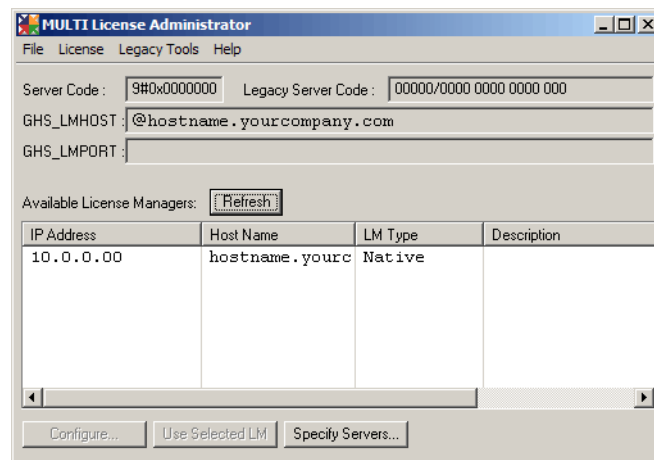 MULTI License Administrator
File License Legacy Tools Help
Server Code : 9#0x0000000 Legacy Server Code : 00000/0000 0000 0000 000
GHS_LMHOST : @hostname.yourcompany.com
GHS_LMPORT :
Available License Managers: Refresh
IP Address Host Name LM Type Description
10.0.0.00 hostname.yourc Native
Configure... Use Selected LM Specify Servers...